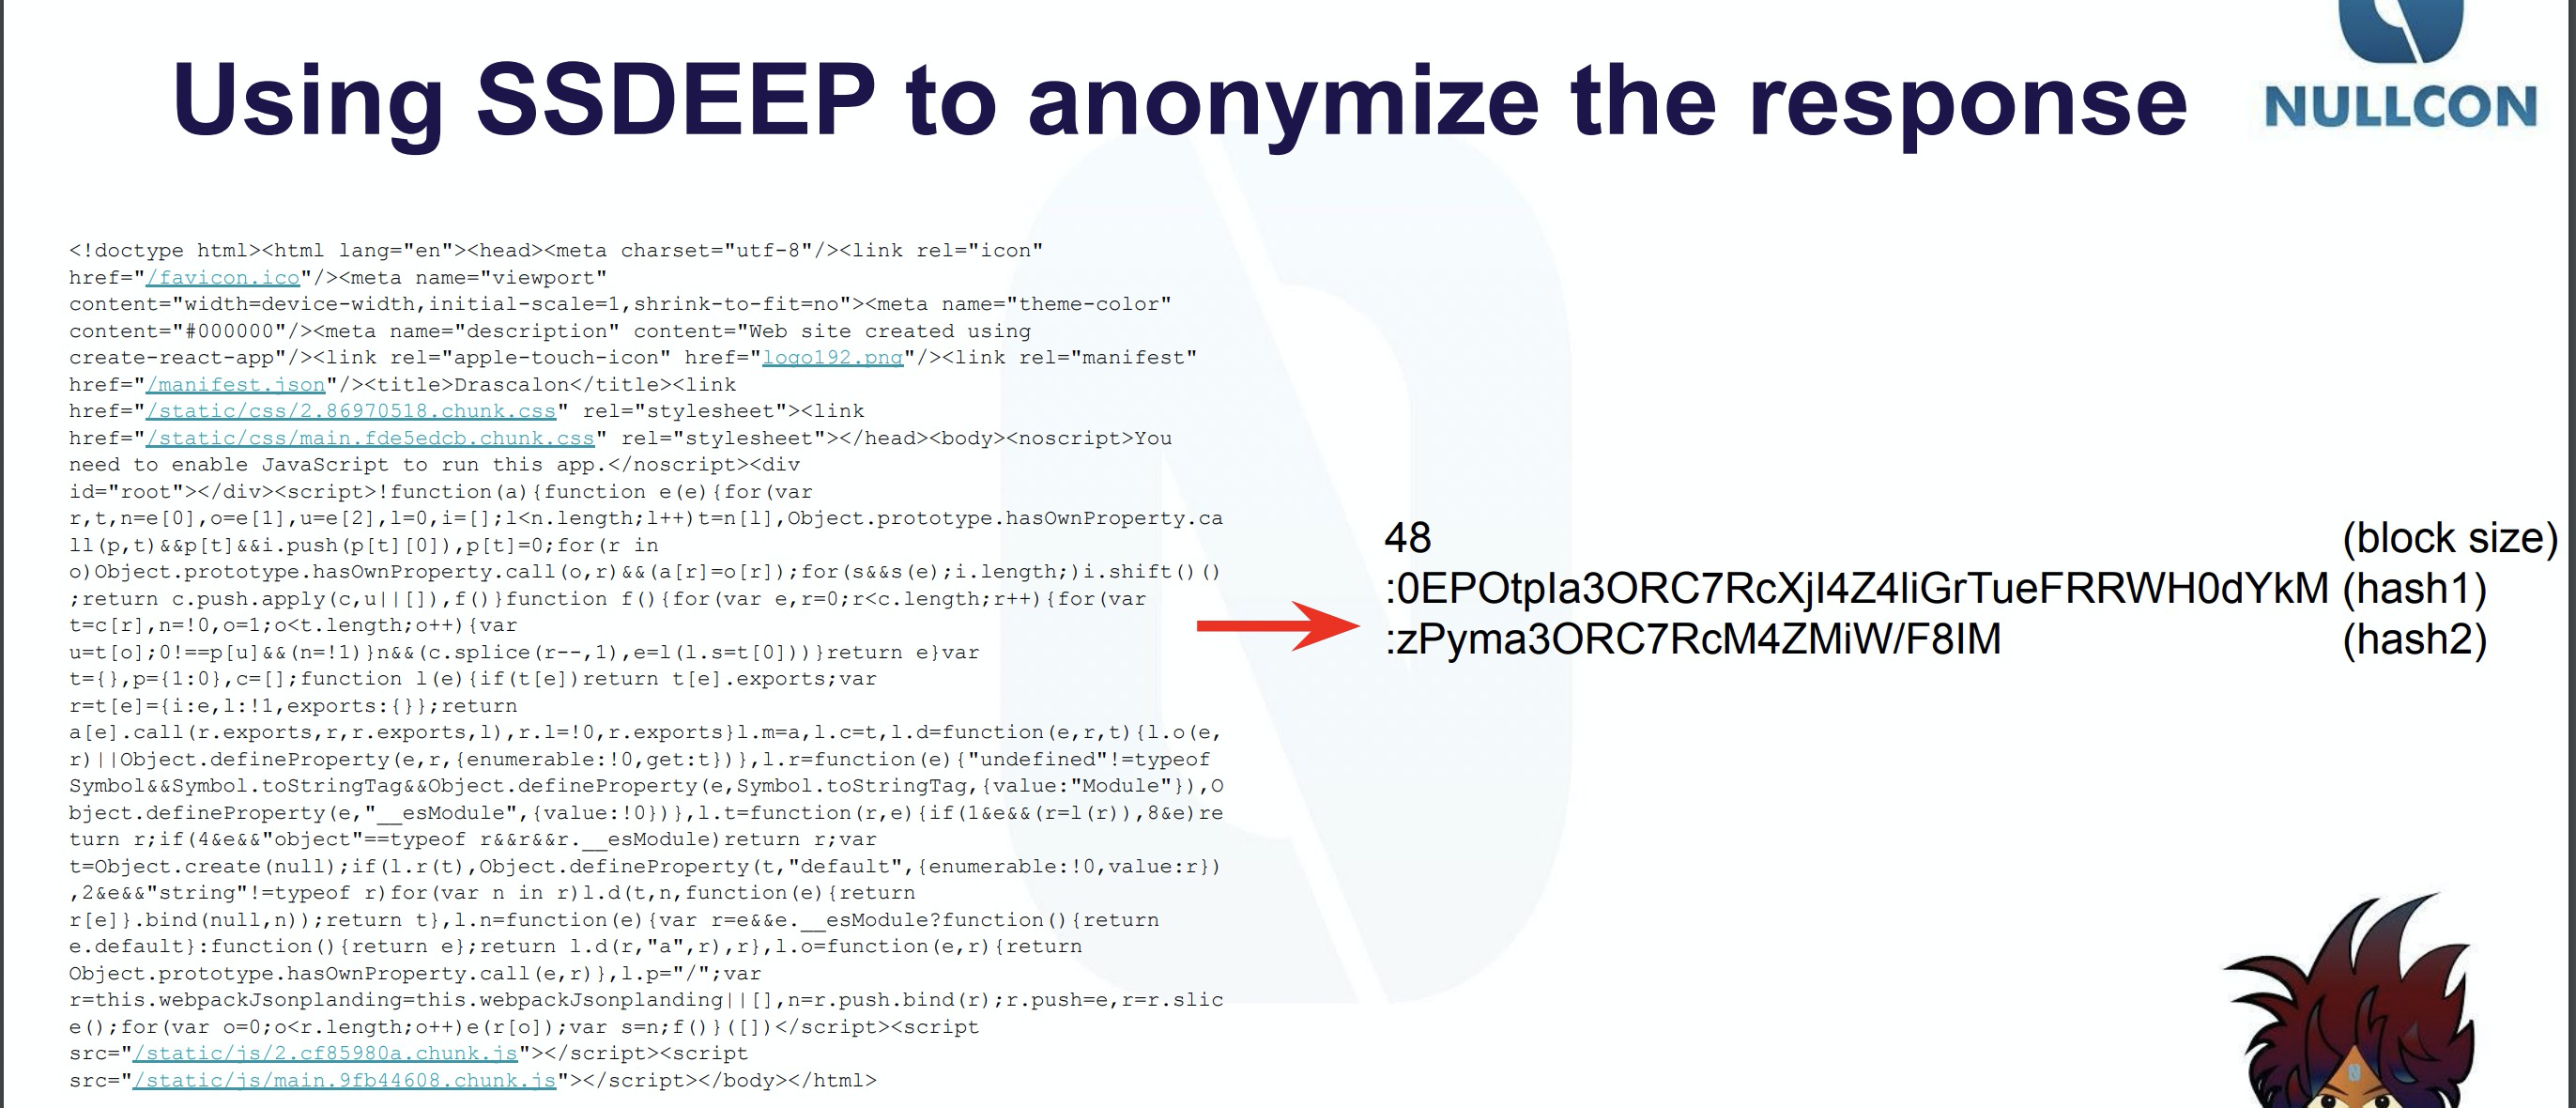 Using SSDEEP to anonymize the response
NULLCON
<!doctype html><html lang="en"><head><meta charset="utf-8"/><link rel="icon"
href="/favicon.ico"/><meta name="viewport"
content="width=device-width,initial-scale=1,shrink-to-fit=no"><meta name="theme-color"
content="#000000"/><meta name="description" content="Web site created using
create-react-app"/><link rel="apple-touch-icon" href="logo192.png"/><link rel="manifest"
href="/manifest.json"/><title>Drascalon</title><link
href="/static/css/2.86970518.chunk.css" rel="stylesheet"><link
href="/static/css/main.fde5edcb.chunk.css" rel="stylesheet"></head><body><noscript>You
need to enable JavaScript to run this app.</noscript><div
id="root"></div><script>!function(a){function e(e){for(var
r,t,n=e[0],o=e[1],u=e[2],l=0,i=[];l<n.length;l++)t=n[l],Object.prototype.hasOwnProperty.ca
ll(p,t)&&p[t]&&i.push(p[t][0]),p[t]=0;for(r in
o)Object.prototype.hasOwnProperty.call(o,r)&&(a[r]=o[r]);for(s&&s(e);i.length;)i.shift()()
;return c.push.apply(c,u||[]),f()}function f(){for(var e,r=0;r<c.length;r++){for(var
t=c[r],n=!0,o=1;o<t.length;o++){var
u=t[o];0!==p[u]&&(n=!1)}n&&(c.splice(r--,1),e=l(l.s=t[0]))}return e}var
t={},p={1:0},c=[];function l(e){if(t[e])return t[e].exports;var
r=t[e]={i:e,l:!1,exports:{}};return
a[e].call(r.exports,r,r.exports,l),r.l=!0,r.exports}l.m=a,l.c=t,l.d=function(e,r,t){l.o(e,
r)||Object.defineProperty(e,r,{enumerable:!0,get:t})},l.r=function(e){"undefined"!=typeof
Symbol&&Symbol.toStringTag&&Object.defineProperty(e,Symbol.toStringTag,{value:"Module"}),O
bject.defineProperty(e,"__esModule",{value:!0})},l.t=function(r,e){if(1&e&&(r=l(r)),8&e)re
turn r;if(4&e&&"object"==typeof r&&r&&r.__esModule)return r;var
t=Object.create(null);if(l.r(t),Object.defineProperty(t,"default",{enumerable:!0,value:r})
,2&e&&"string"!=typeof r)for(var n in r)l.d(t,n,function(e){return
r[e]}.bind(null,n));return t},l.n=function(e){var r=e&&e.__esModule?function(){return
e.default}:function(){return e};return l.d(r,"a",r),r},l.o=function(e,r){return
Object.prototype.hasOwnProperty.call(e,r)},l.p="/";var
r=this.webpackJsonplanding=this.webpackJsonplanding||[],n=r.push.bind(r);r.push=e,r=r.slic
e();for(var o=0;o<r.length;o++)e(r[o]);var s=n;f()}([])</script><script
src="/static/js/2.cf85980a.chunk.js"></script><script
src="/static/js/main.9fb44608.chunk.js"></script></body></html>
48 (block size)
:0EPOtpIa3ORC7RcXjI4Z4IiGrTueFRRWH0dYkM (hash1)
:zPyma3ORC7RcM4ZMiW/F8IM (hash2)